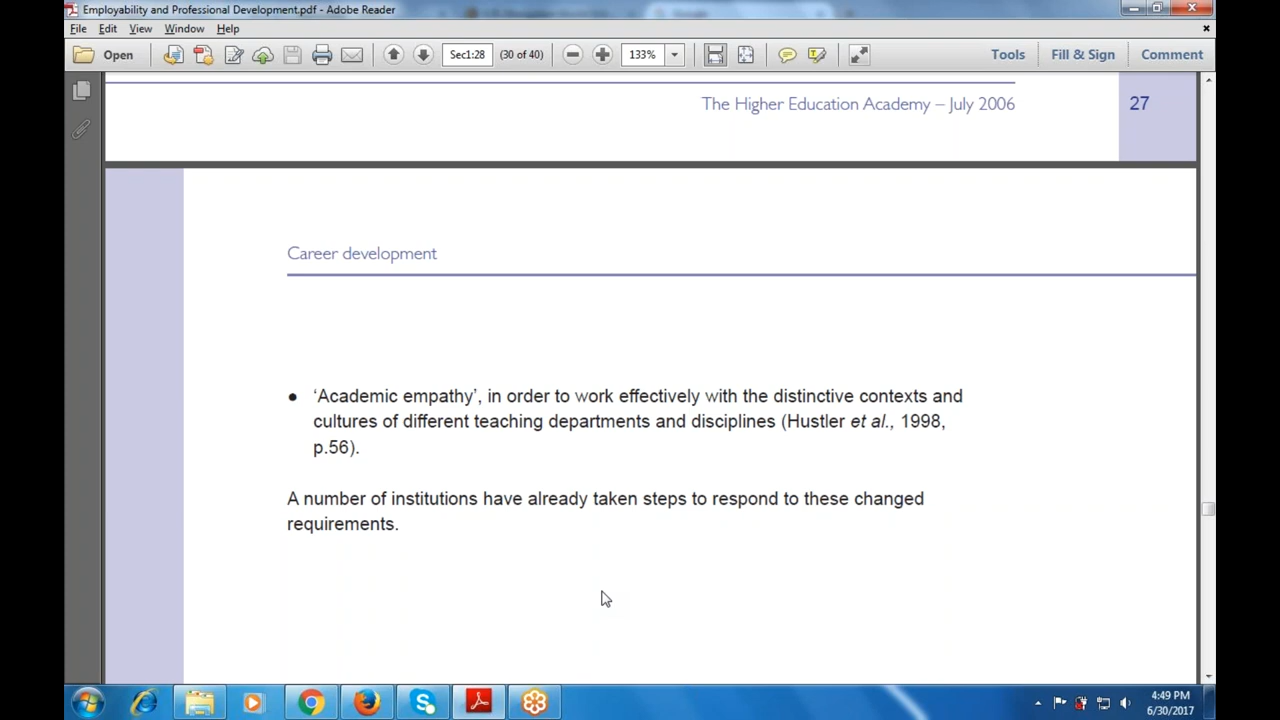 Employability and Professional Development.pdf - Adobe Reader
File Edit View Window Help
Open Sec1:28 (30 of 40) 133% Tools Fill & Sign Comment
The Higher Education Academy – July 2006 27
Career development
● ‘Academic empathy’, in order to work effectively with the distinctive contexts and
cultures of different teaching departments and disciplines (Hustler et al., 1998,
p.56).
A number of institutions have already taken steps to respond to these changed
requirements.
4:49 PM
6/30/2017